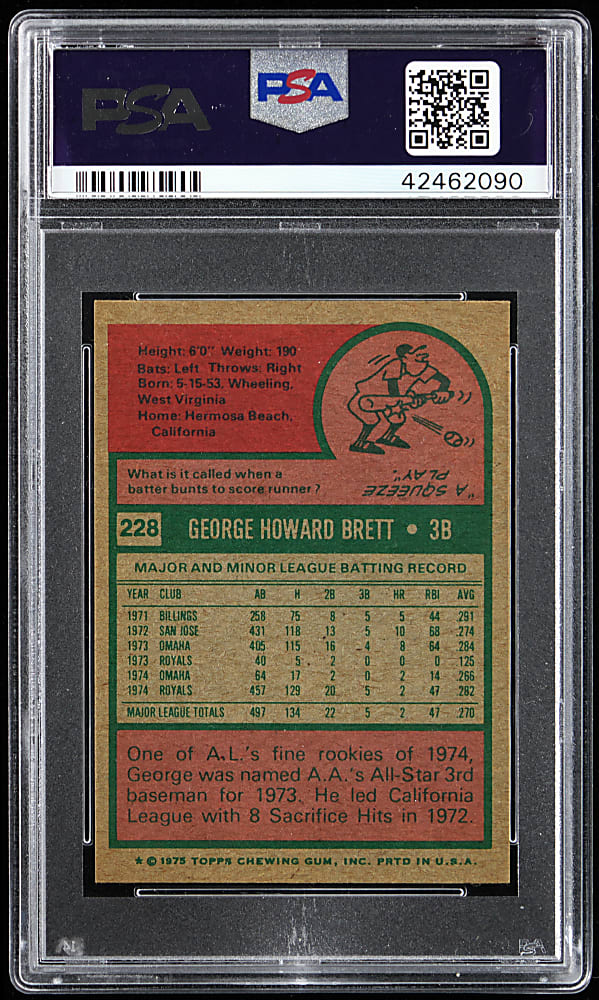 PSA
PSA
42462090
Height: 6'0" Weight: 190
Bats: Left Throws: Right
Born: 5-15-53, Wheeling,
West Virginia
Home: Hermosa Beach,
California
What is it called when a
batter bunts to score runner?
"A SQUEEZE
PLAY".
228 GEORGE HOWARD BRETT • 3B
MAJOR AND MINOR LEAGUE BATTING RECORD
YEAR CLUB AB H 2B 3B HR RBI AVG
1971 BILLINGS 258 75 8 5 5 44 291
1972 SAN JOSE 431 118 13 5 10 68 274
1973 OMAHA 405 115 16 4 8 64 284
1973 ROYALS 40 5 2 0 0 0 125
1974 OMAHA 64 17 2 0 2 14 266
1974 ROYALS 457 129 20 5 2 47 282
MAJOR LEAGUE TOTALS 497 134 22 5 2 47 270
One of A.L.'s fine rookies of 1974,
George was named A.A.'s All-Star 3rd
baseman for 1973. He led California
League with 8 Sacrifice Hits in 1972.
★ © 1975 TOPPS CHEWING GUM, INC. PRTD IN U.S.A.
PSA